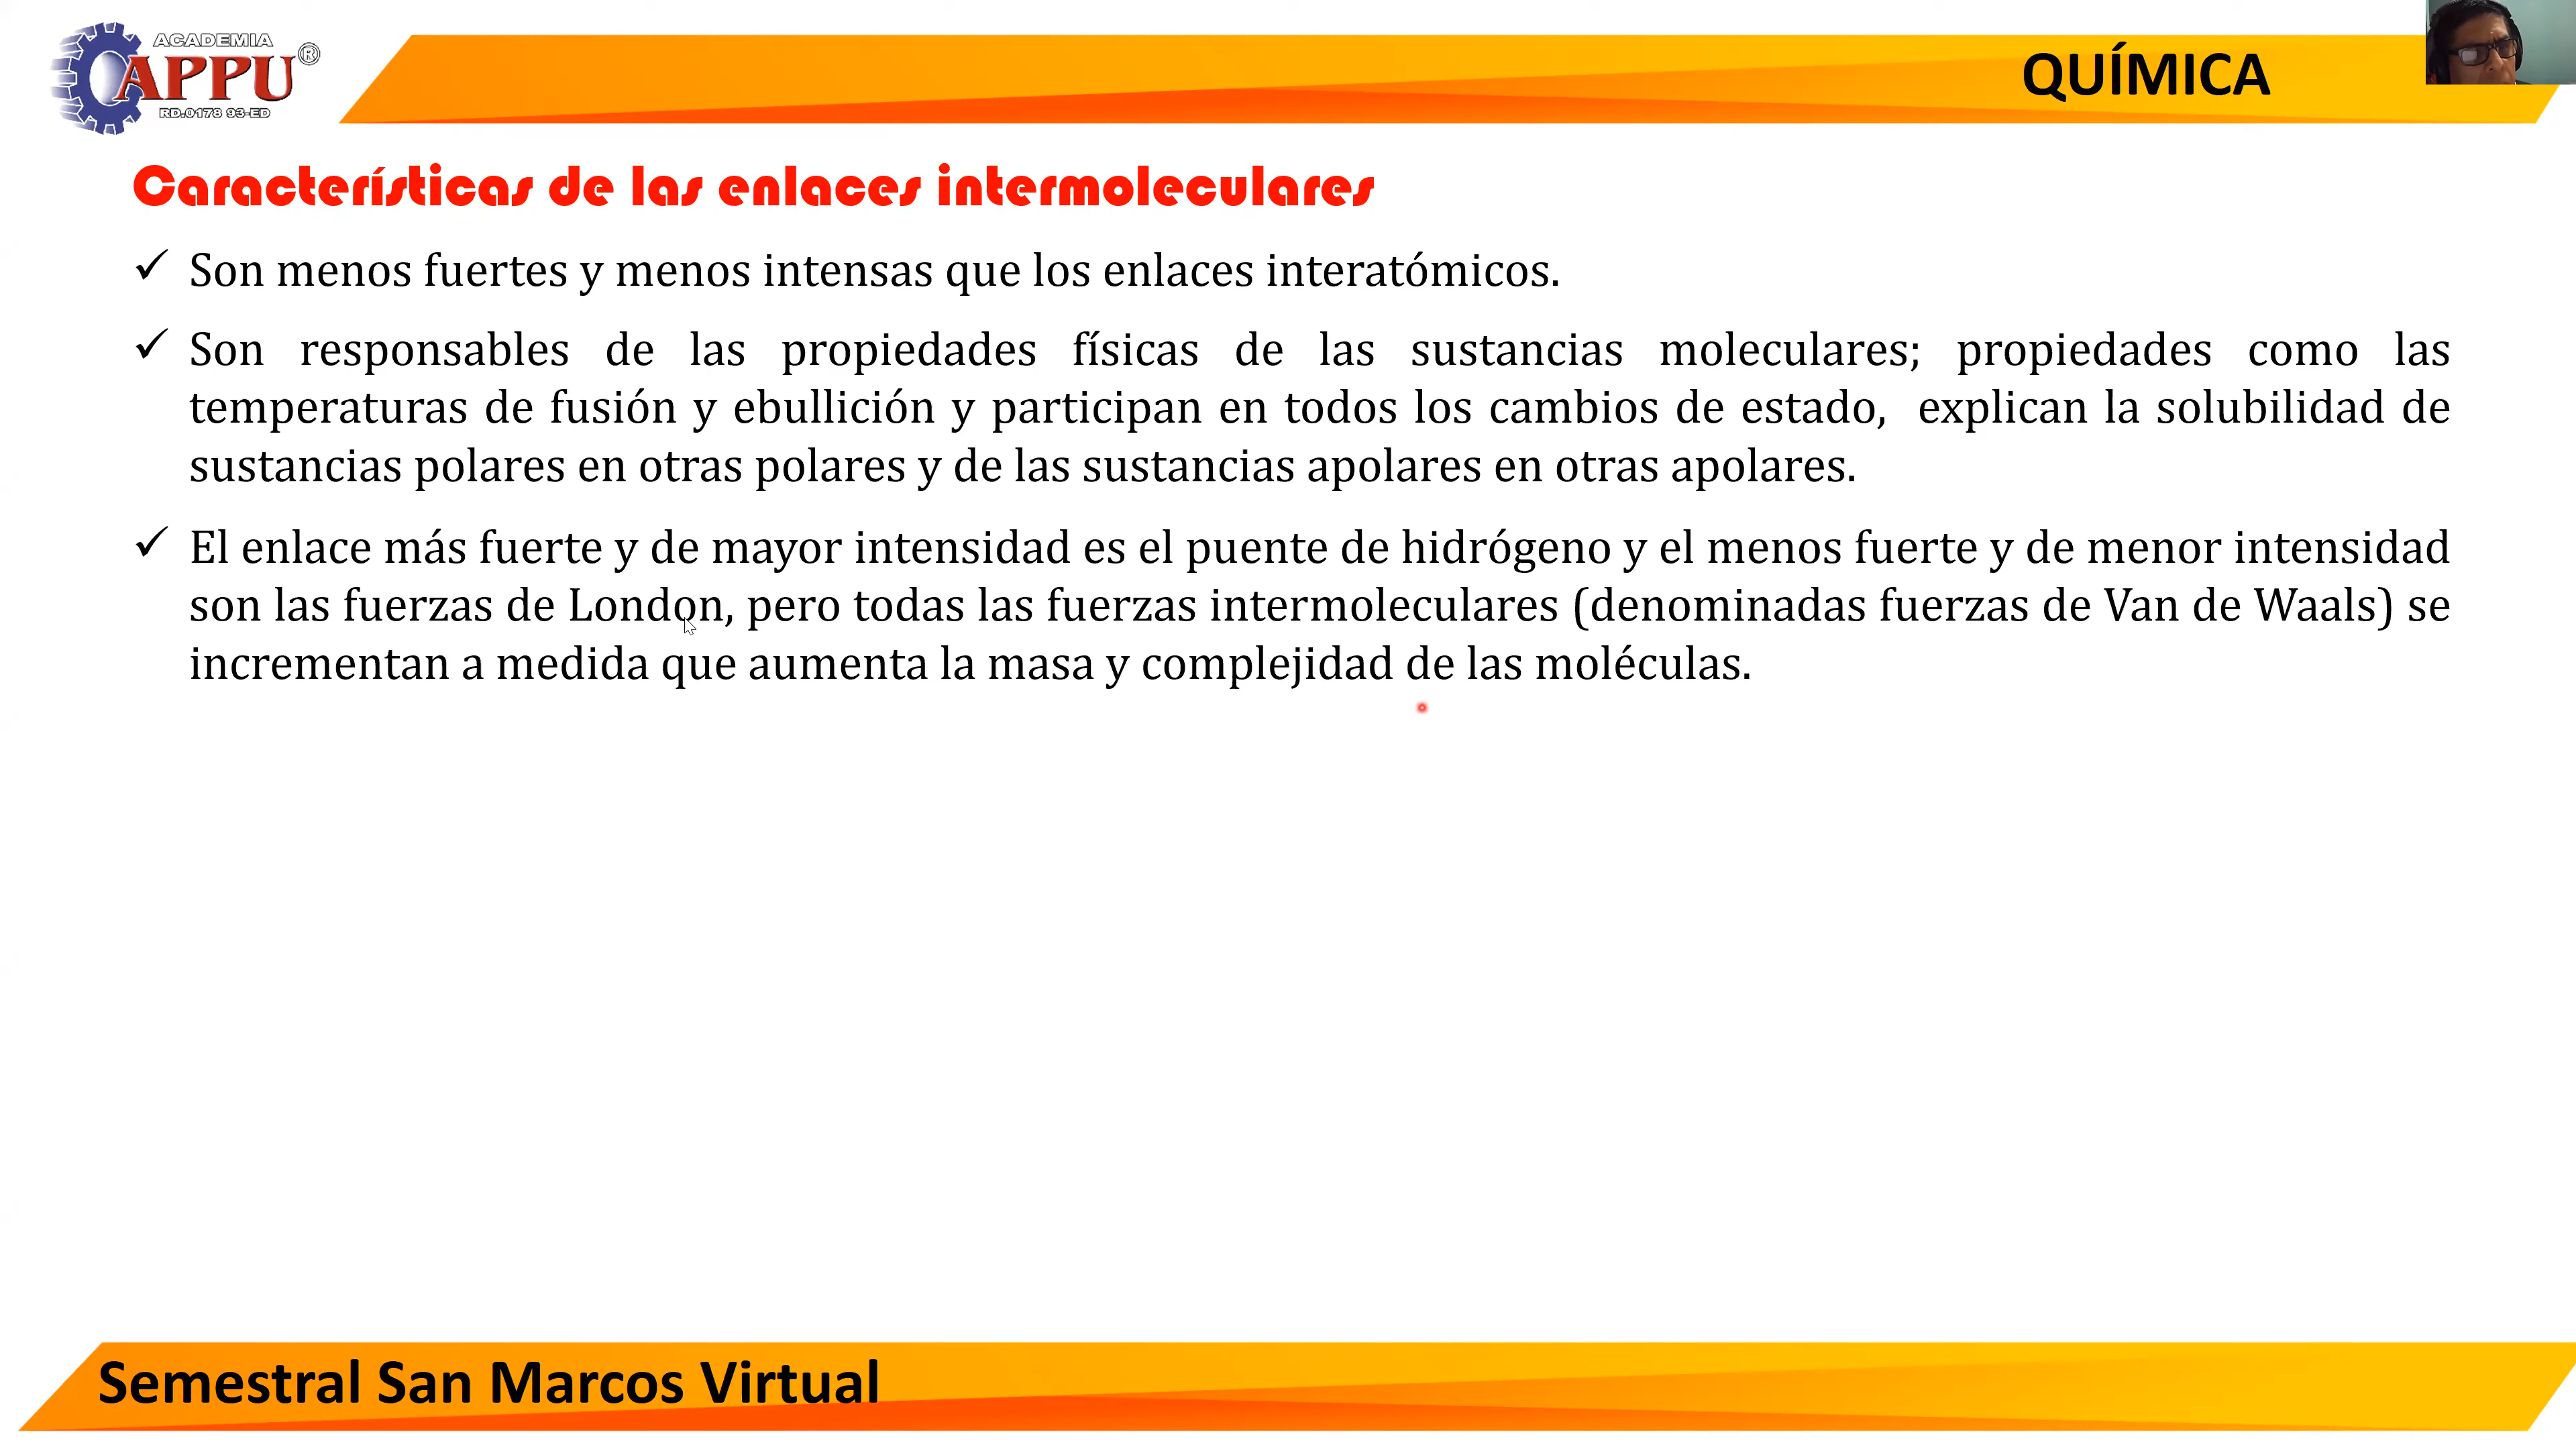 ACADEMIA
APPU®
RD.0178 93-ED
QUÍMICA
Características de las enlaces intermoleculares
✓ Son menos fuertes y menos intensas que los enlaces interatómicos.
✓ Son responsables de las propiedades físicas de las sustancias moleculares; propiedades como las
temperaturas de fusión y ebullición y participan en todos los cambios de estado, explican la solubilidad de
sustancias polares en otras polares y de las sustancias apolares en otras apolares.
✓ El enlace más fuerte y de mayor intensidad es el puente de hidrógeno y el menos fuerte y de menor intensidad
son las fuerzas de London, pero todas las fuerzas intermoleculares (denominadas fuerzas de Van de Waals) se
incrementan a medida que aumenta la masa y complejidad de las moléculas.
Semestral San Marcos Virtual